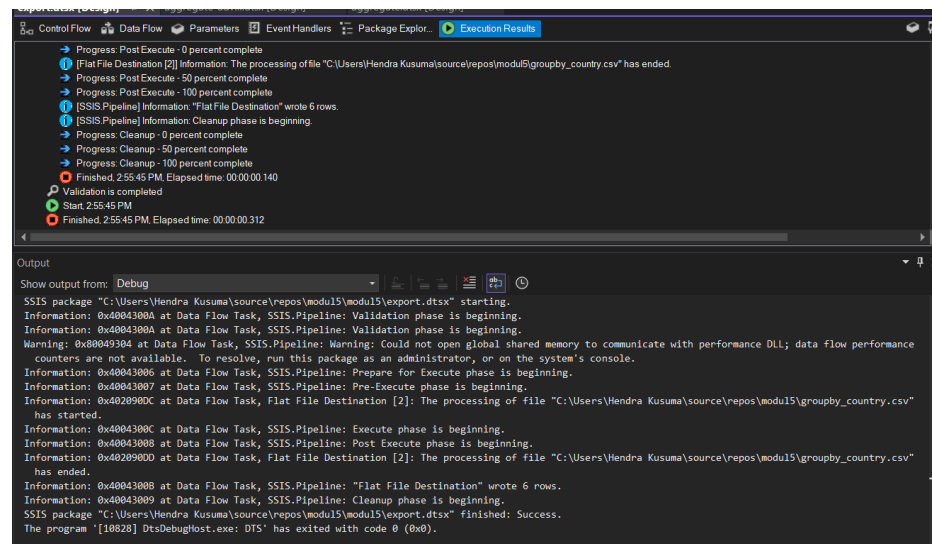 Control Flow Data Flow Parameters Event Handlers Package Explor... Execution Results
Progress: Post Execute - 0 percent complete
[Flat File Destination [2]] Information: The processing of file "C:\Users\Hendra Kusuma\source\repos\modul5\groupby_country.csv" has ended.
Progress: Post Execute - 50 percent complete
Progress: Post Execute - 100 percent complete
[SSIS.Pipeline] Information: "Flat File Destination" wrote 6 rows.
[SSIS.Pipeline] Information: Cleanup phase is beginning.
Progress: Cleanup - 0 percent complete
Progress: Cleanup - 50 percent complete
Progress: Cleanup - 100 percent complete
Finished, 2:55:45 PM, Elapsed time: 00:00:00.140
Validation is completed
Start, 2:55:45 PM
Finished, 2:55:45 PM, Elapsed time: 00:00:00.312
Output
Show output from: Debug
SSIS package "C:\Users\Hendra Kusuma\source\repos\modul5\modul5\export.dtsx" starting.
Information: 0x4004300A at Data Flow Task, SSIS.Pipeline: Validation phase is beginning.
Information: 0x4004300A at Data Flow Task, SSIS.Pipeline: Validation phase is beginning.
Warning: 0x80049304 at Data Flow Task, SSIS.Pipeline: Warning: Could not open global shared memory to communicate with performance DLL; data flow performance
counters are not available.  To resolve, run this package as an administrator, or on the system's console.
Information: 0x40043006 at Data Flow Task, SSIS.Pipeline: Prepare for Execute phase is beginning.
Information: 0x40043007 at Data Flow Task, SSIS.Pipeline: Pre-Execute phase is beginning.
Information: 0x402090DC at Data Flow Task, Flat File Destination [2]: The processing of file "C:\Users\Hendra Kusuma\source\repos\modul5\groupby_country.csv"
has started.
Information: 0x4004300C at Data Flow Task, SSIS.Pipeline: Execute phase is beginning.
Information: 0x40043008 at Data Flow Task, SSIS.Pipeline: Post Execute phase is beginning.
Information: 0x402090DD at Data Flow Task, Flat File Destination [2]: The processing of file "C:\Users\Hendra Kusuma\source\repos\modul5\groupby_country.csv"
has ended.
Information: 0x4004300B at Data Flow Task, SSIS.Pipeline: "Flat File Destination" wrote 6 rows.
Information: 0x40043009 at Data Flow Task, SSIS.Pipeline: Cleanup phase is beginning.
SSIS package "C:\Users\Hendra Kusuma\source\repos\modul5\modul5\export.dtsx" finished: Success.
The program '[10828] DtsDebugHost.exe: DTS' has exited with code 0 (0x0).